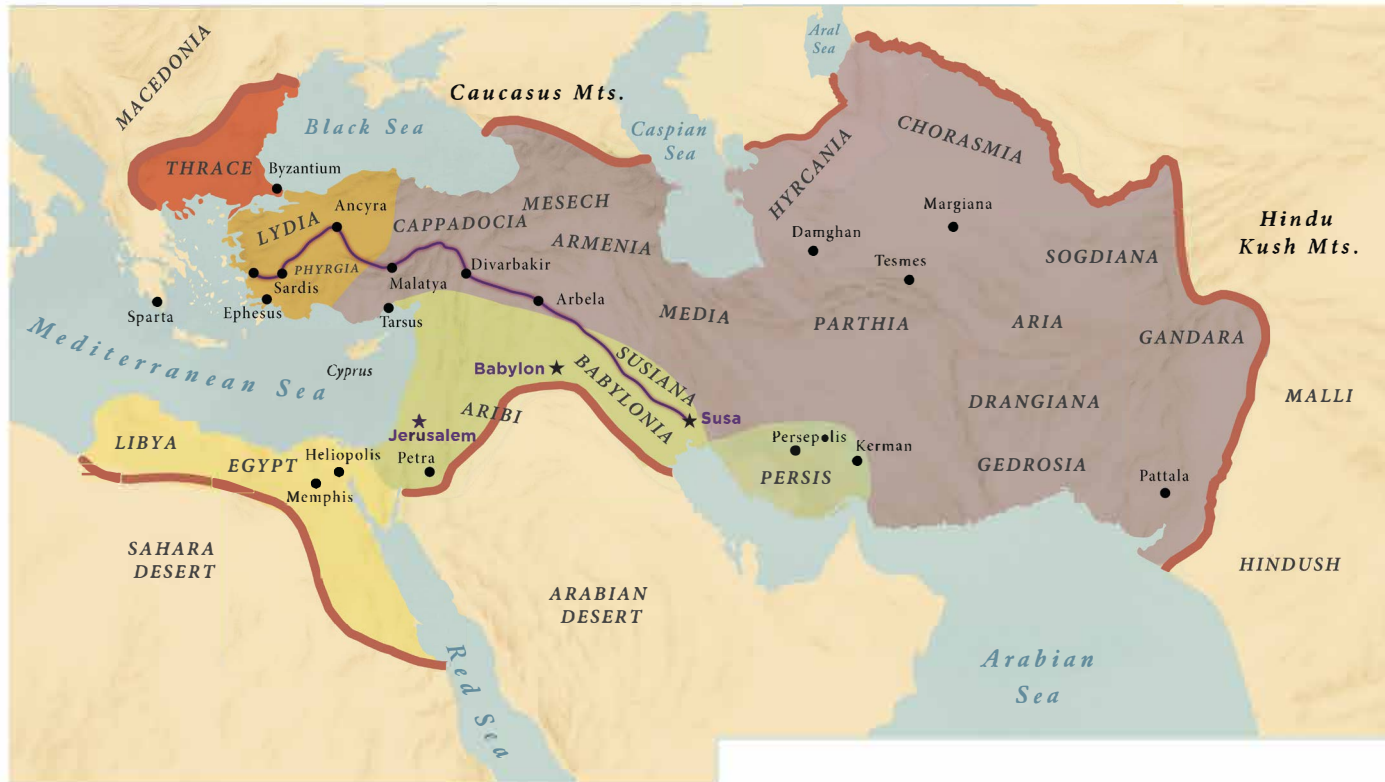 MACEDONIA
Aral
Sea
Caucasus Mts.
Black Sea
Caspian
Sea
CHORASMIA
THRACE
Byzantium
HYRCANIA
MESECH
Ancyra
LYDIA
CAPPADOCIA
Margiana
Hindu
Kush Mts.
ARMENIA
Damghan
SOGDIANA
Tesmes
PHYRGIA
Divarbakir
Malatya
Sardis
Arbela
Sparta
Ephesus
Tarsus
MEDIA
PARTHIA
ARIA
GANDARA
Mediterranean Sea
Cyprus
Babylon
SUSIANA
BABYLONIA
DRANGIANA
MALLI
ARIBI
Susa
Jerusalem
LIBYA
Persepolis
Kerman
Heliopolis
EGYPT
Petra
GEDROSIA
PERSIS
Pattala
Memphis
SAHARA
DESERT
HINDUSH
ARABIAN
DESERT
Red Sea
Arabian
Sea